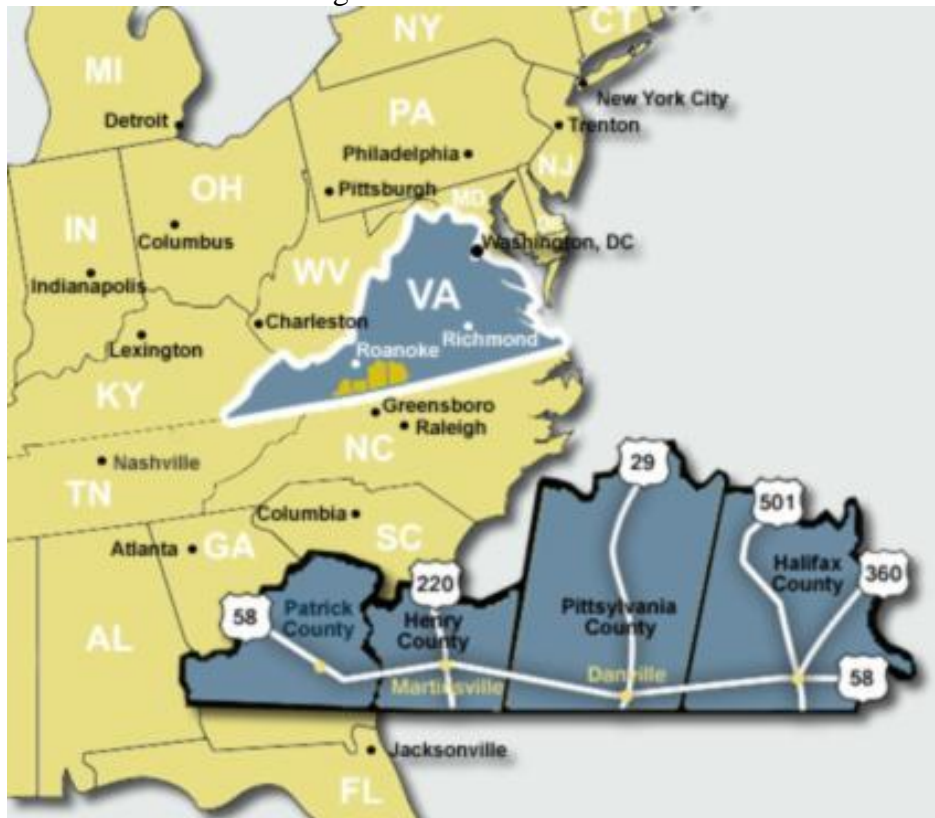 g
NY
CT
MI
New York City
Detroit
PA
Trenton
Philadelphia
NJ
OH
Pittsburgh
MD
IN
Columbus
Washington, DC
WV
Indianapolis
VA
Charleston
Richmond
Lexington
Roanoke
KY
Greensboro
Raleigh
NC
Nashville
29
TN
501
Columbia
SC
Atlanta
GA
Halifax
County
360
220
58
Patrick
County
Henry
County
Pittsylvania
County
AL
Martinsville
Danville
58
Jacksonville
FL